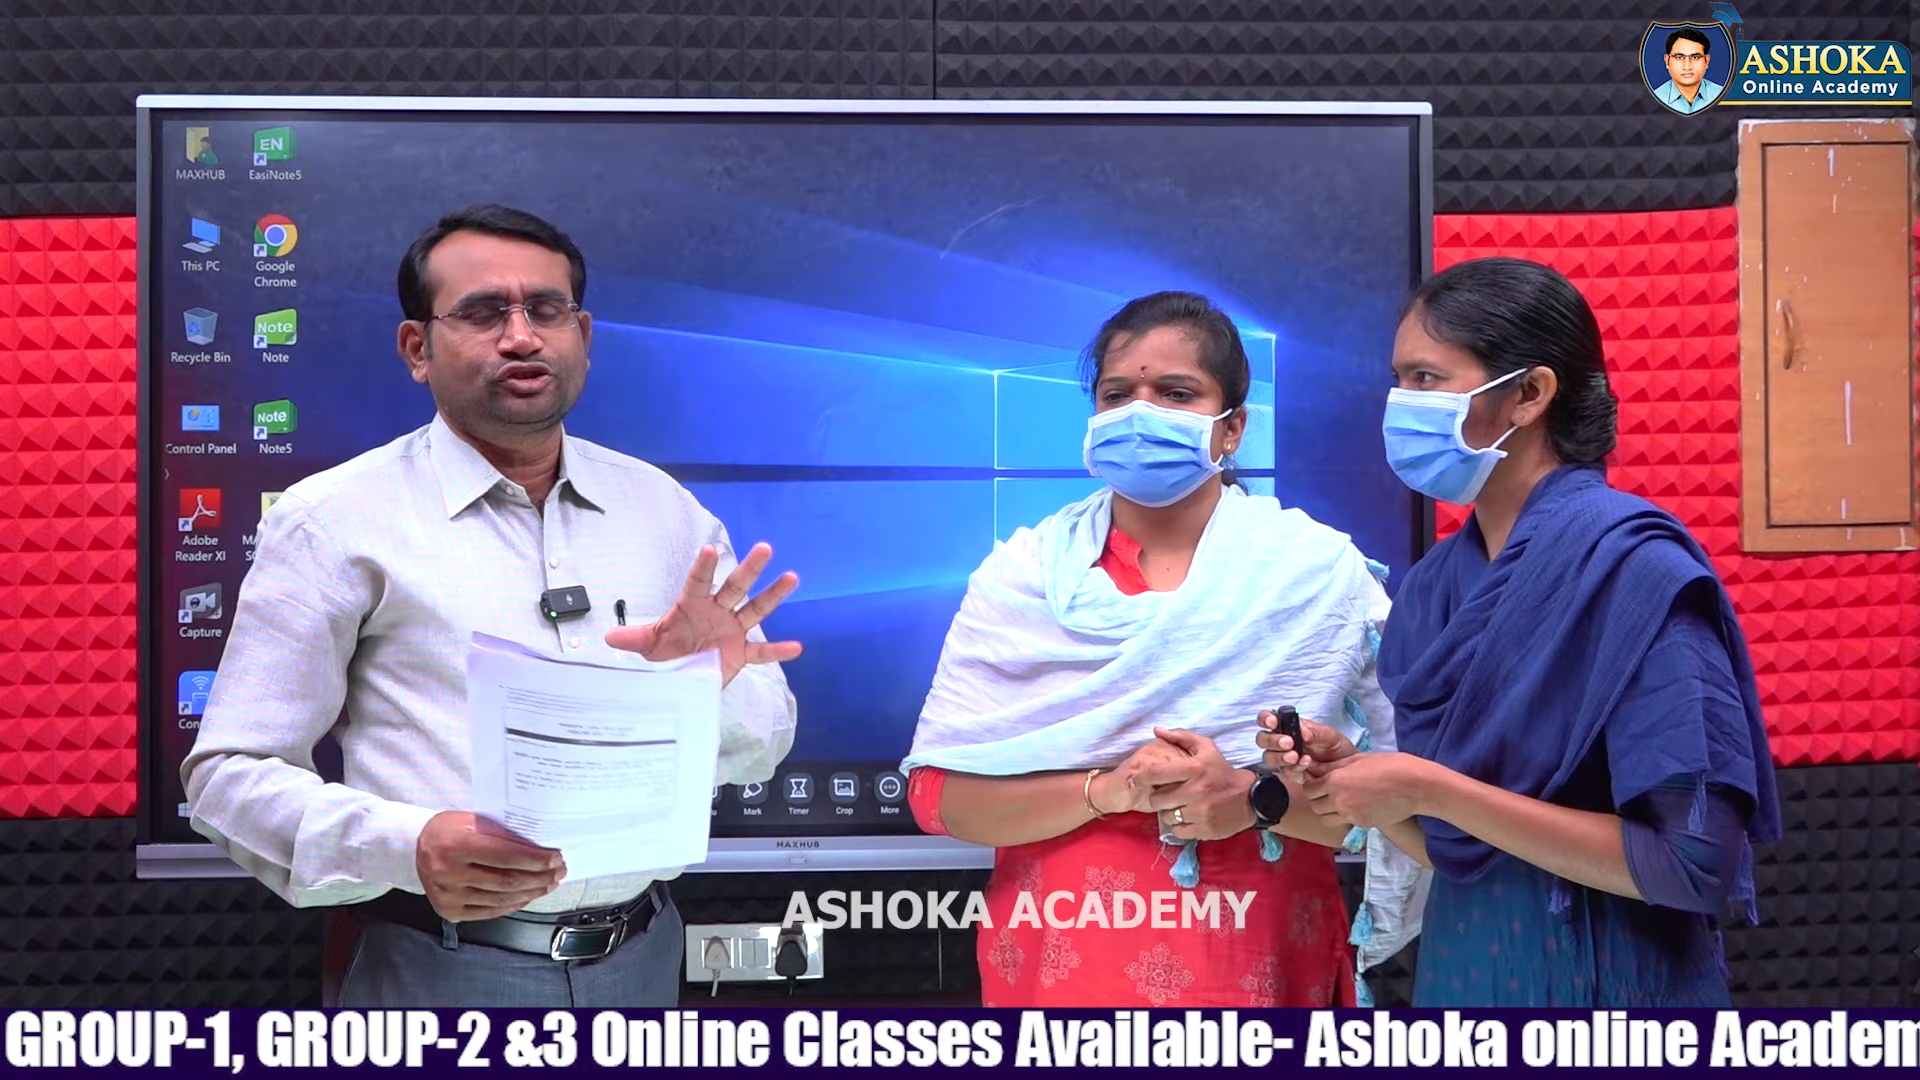 ASHOKA
Online Academy
MAXHUB
EN
EasiNote5
This PC
Google
Chrome
Recycle Bin
Note
Note
Control Panel
Note
Note5
Adobe
Reader XI
Capture
Mark
Timer
Crop
More
MAXHUB
ASHOKA ACADEMY
GROUP-1, GROUP-2 &3 Online Classes Available- Ashoka online Academ